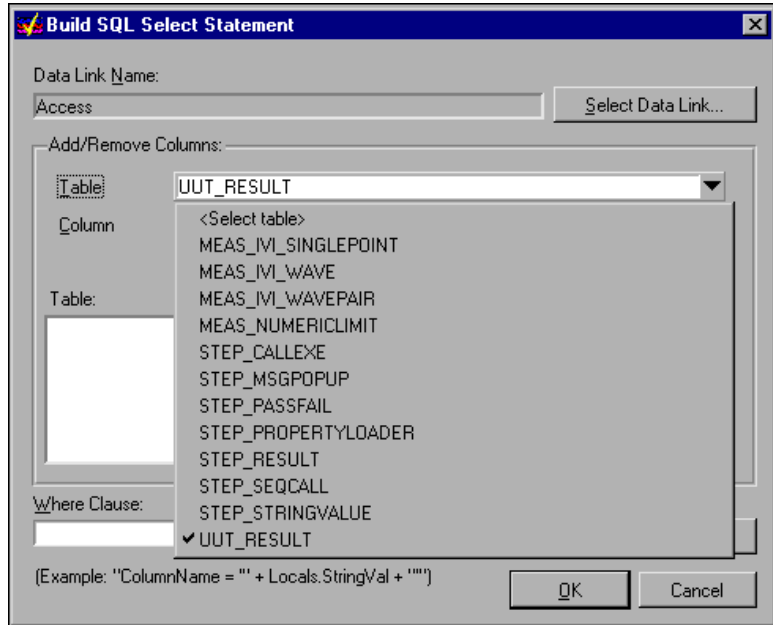 Build SQL Select Statement
Data Link Name:
Access
Select Data Link...
Add/Remove Columns:
Table
UUT_RESULT
Column
<Select table>
MEAS_IVI_SINGLEPOINT
MEAS_IVI_WAVE
MEAS_IVI_WAVEPAIR
Table:
MEAS_NUMERICLIMIT
STEP_CALLEXE
STEP_MSGPOPUP
STEP_PASSFAIL
STEP_PROPERTYLOADER
STEP_RESULT
STEP_SEQCALL
Where Clause:
STEP_STRINGVALUE
UUT_RESULT
(Example: "ColumnName = '" + Locals.StringVal + "'")
OK
Cancel